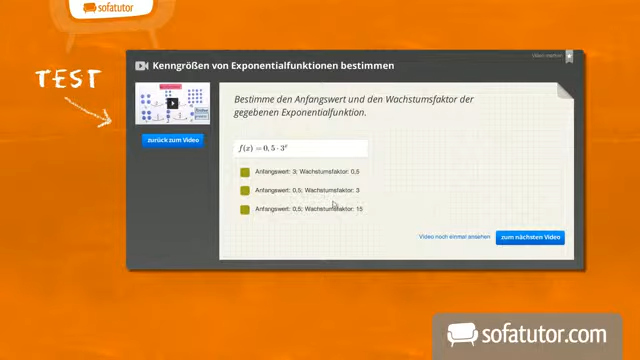 sofatutor
TEST
Kenngrößen von Exponentialfunktionen bestimmen
zurück zum Video
Bestimme den Anfangswert und den Wachstumsfaktor der
gegebenen Exponentialfunktion.
f(x) = 0,5 · 3ˣ
Anfangswert: 3; Wachstumsfaktor: 0,5
Anfangswert: 0,5; Wachstumsfaktor: 3
Anfangswert: 0,5; Wachstumsfaktor: 15
Video noch einmal ansehen
zum nächsten Video
sofatutor.com